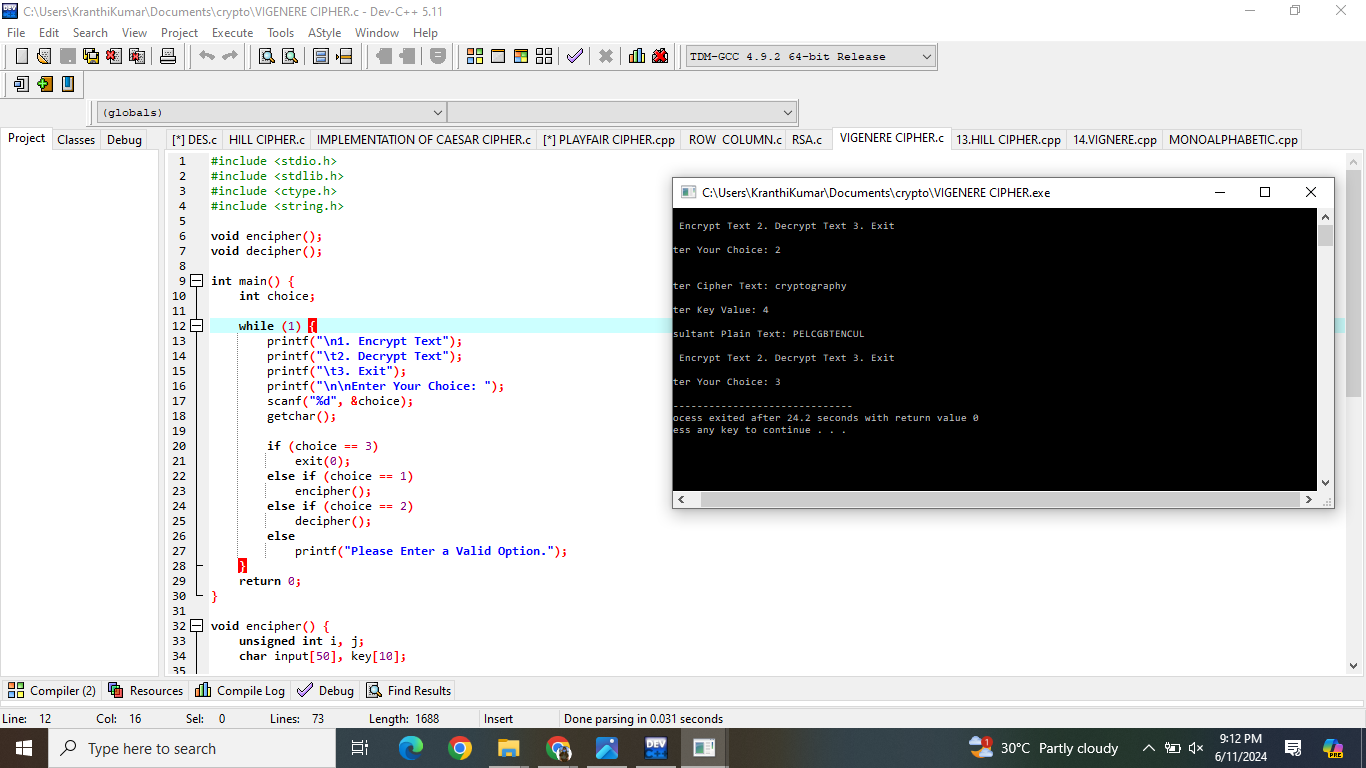 C:\Users\KranthiKumar\Documents\crypto\VIGENERE CIPHER.c - Dev-C++ 5.11
File Edit Search View Project Execute Tools AStyle Window Help
TDM-GCC 4.9.2 64-bit Release
(globals)
Project Classes Debug
[*] DES.c HILL CIPHER.c IMPLEMENTATION OF CAESAR CIPHER.c [*] PLAYFAIR CIPHER.cpp ROW COLUMN.c RSA.c VIGENERE CIPHER.c 13.HILL CIPHER.cpp 14.VIGNERE.cpp MONOALPHABETIC.cpp
1 #include <stdio.h>
2 #include <stdlib.h>
3 #include <ctype.h>
4 #include <string.h>
5
6 void encipher();
7 void decipher();
8
9 int main() {
10 int choice;
11
12 while (1) {
13 printf("\n1. Encrypt Text");
14 printf("\t2. Decrypt Text");
15 printf("\t3. Exit");
16 printf("\n\nEnter Your Choice: ");
17 scanf("%d", &choice);
18 getchar();
19
20 if (choice == 3)
21 exit(0);
22 else if (choice == 1)
23 encipher();
24 else if (choice == 2)
25 decipher();
26 else
27 printf("Please Enter a Valid Option.");
28 }
29 return 0;
30 }
31
32 void encipher() {
33 unsigned int i, j;
34 char input[50], key[10];
35
C:\Users\KranthiKumar\Documents\crypto\VIGENERE CIPHER.exe
Encrypt Text 2. Decrypt Text 3. Exit
ter Your Choice: 2
ter Cipher Text: cryptography
ter Key Value: 4
sultant Plain Text: PELCGBTENCUL
Encrypt Text 2. Decrypt Text 3. Exit
ter Your Choice: 3
------------------------------
ocess exited after 24.2 seconds with return value 0
ess any key to continue . . .
Compiler (2) Resources Compile Log Debug Find Results
Line: 12 Col: 16 Sel: 0 Lines: 73 Length: 1688 Insert Done parsing in 0.031 seconds
Type here to search
DEV
1
30°C Partly cloudy
9:12 PM
6/11/2024
PRE